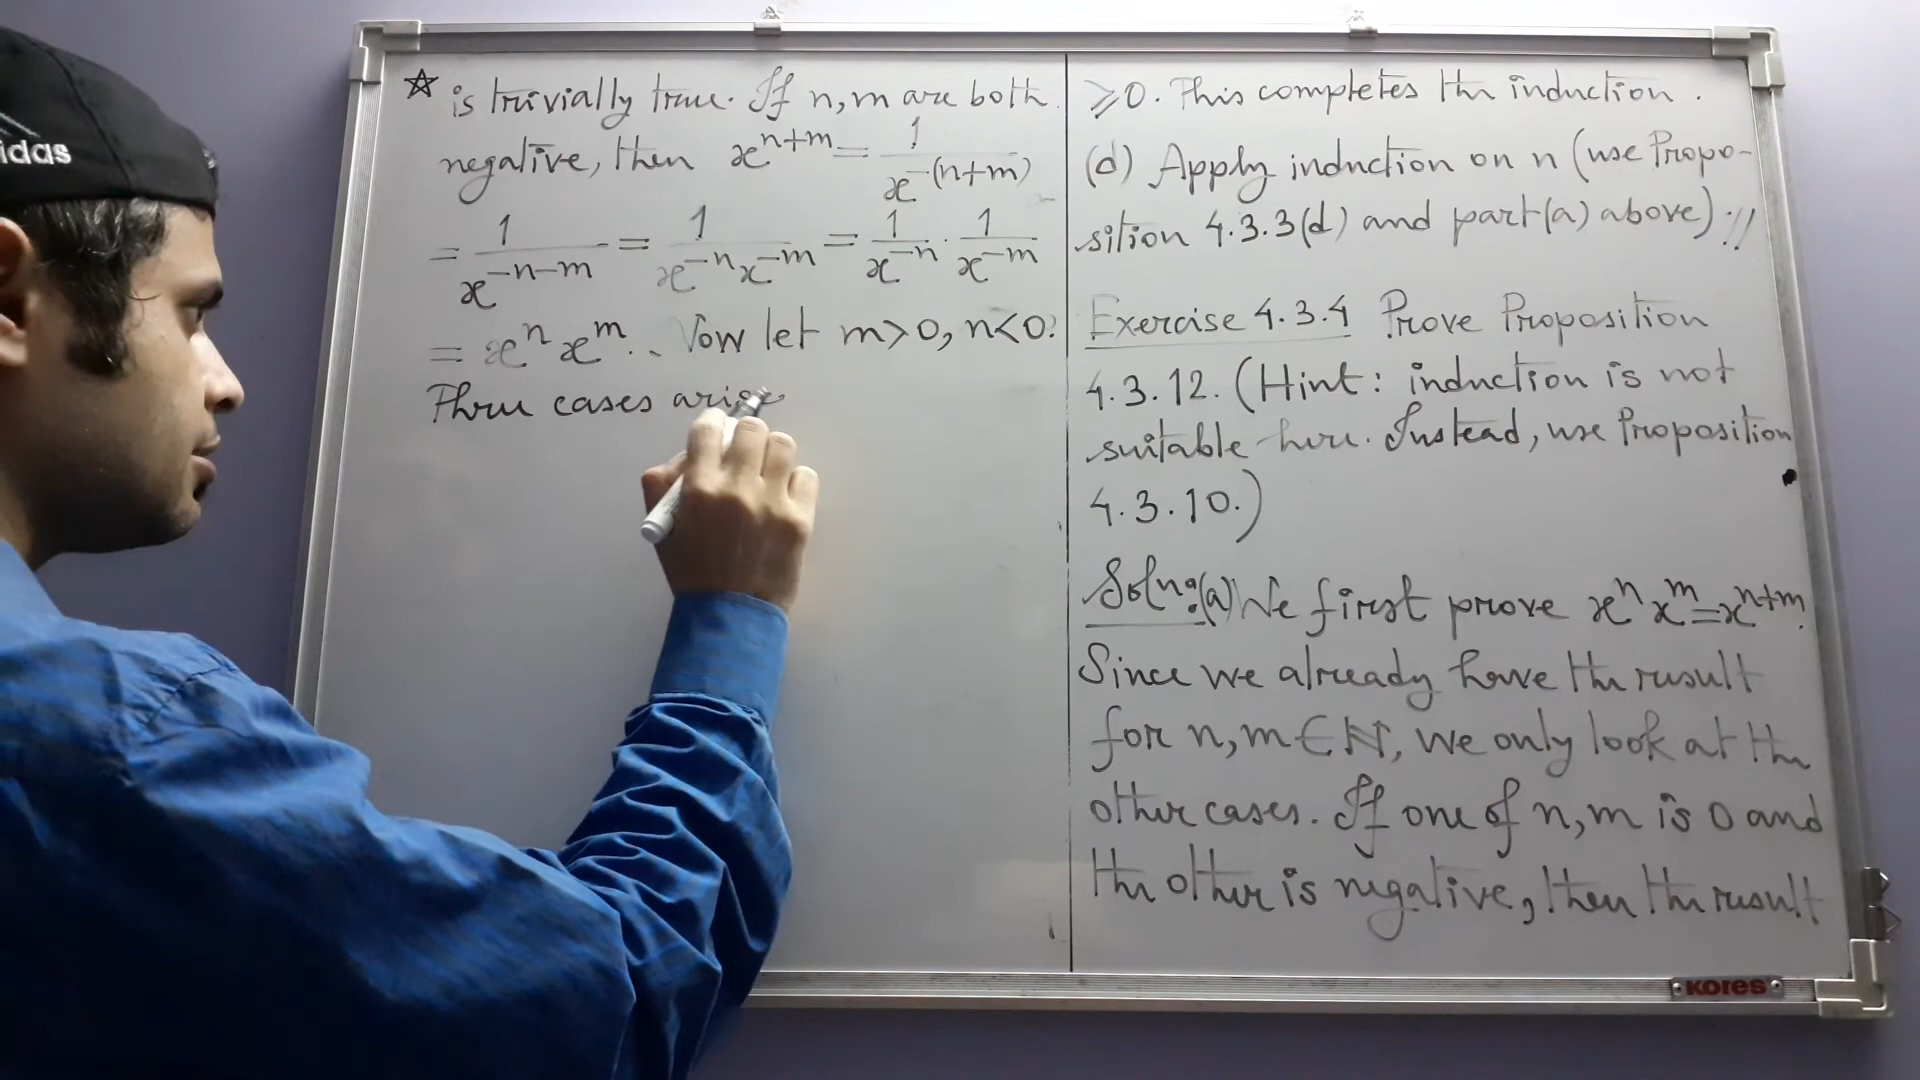 ☆ is trivially true. If n, m are both
negative, then x^{n+m} = 1/x^{-(n+m)}
= 1/x^{-n-m} = 1/(x^{-n} x^{-m}) = 1/x^{-n} · 1/x^{-m}
= x^n x^m. Now let m>0, n<0.
Three cases arise
≥0. This completes the induction.
(d) Apply induction on n (use Propo-
sition 4.3.3(d) and part(a) above).//
Exercise 4.3.4 Prove Proposition
4.3.12. (Hint: induction is not
suitable here. Instead, use Proposition
4.3.10.)
Soln:(a) We first prove x^n x^m = x^{n+m}.
Since we already have the result
for n, m ∈ ℕ, we only look at the
other cases. If one of n, m is 0 and
the other is negative, then the result
idas
KORES